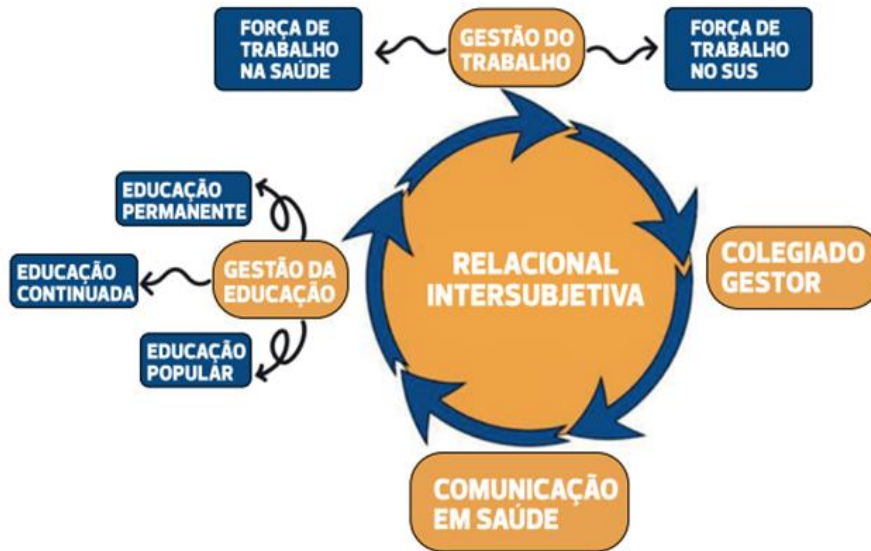 FORÇA DE
TRABALHO
NA SAÚDE
GESTÃO DO
TRABALHO
FORÇA DE
TRABALHO
NO SUS
EDUCAÇÃO
PERMANENTE
EDUCAÇÃO
CONTINUADA
GESTÃO DA
EDUCAÇÃO
EDUCAÇÃO
POPULAR
RELACIONAL
INTERSUBJETIVA
COLEGIADO
GESTOR
COMUNICAÇÃO
EM SAÚDE